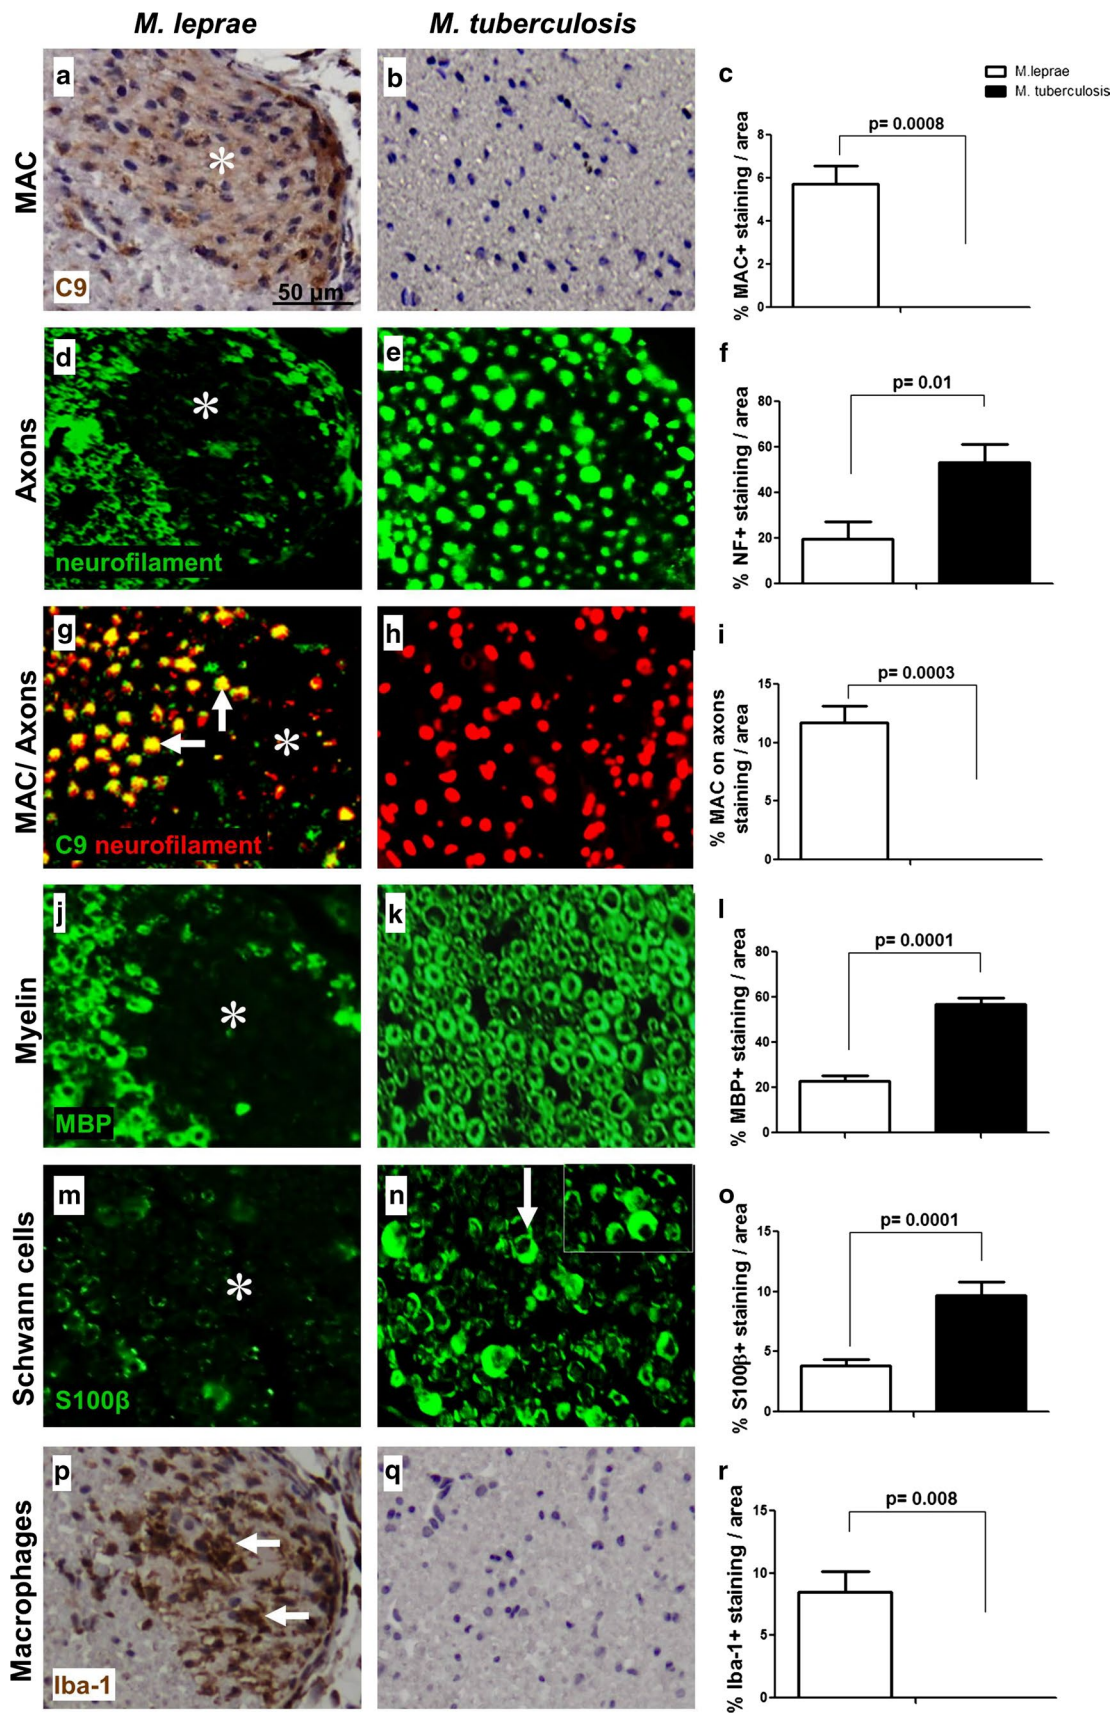 M. leprae
M. tuberculosis
MAC
a
*
C9
50 µm
b
c
M.leprae
M. tuberculosis
% MAC+ staining / area
8
6
4
2
0
p= 0.0008
Axons
d
*
neurofilament
e
f
% NF+ staining / area
80
60
40
20
0
p= 0.01
MAC/ Axons
g
*
C9 neurofilament
h
i
% MAC on axons
staining / area
15
10
5
0
p= 0.0003
Myelin
j
*
MBP
k
l
% MBP+ staining / area
80
60
40
20
0
p= 0.0001
Schwann cells
m
*
S100β
n
o
% S100β+ staining / area
15
10
5
0
p= 0.0001
Macrophages
p
Iba-1
q
r
% Iba-1+ staining / area
15
10
5
0
p= 0.008